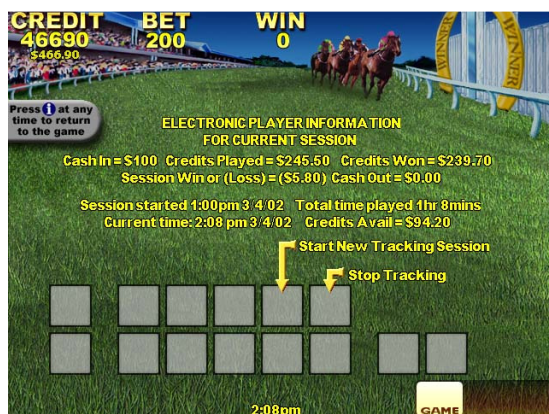 CREDIT BET WIN
46690 200 0
$466.90
WINNER
WINNER
Press i at any
time to return
to the game
ELECTRONIC PLAYER INFORMATION
FOR CURRENT SESSION
Cash In = $100 Credits Played = $245.50 Credits Won = $239.70
Session Win or (Loss) = ($5.80) Cash Out = $0.00
Session started 1:00pm 3/4/02 Total time played 1hr 8mins
Current time: 2:08 pm 3/4/02 Credits Avail = $94.20
Start New Tracking Session
Stop Tracking
2:08pm
GAME